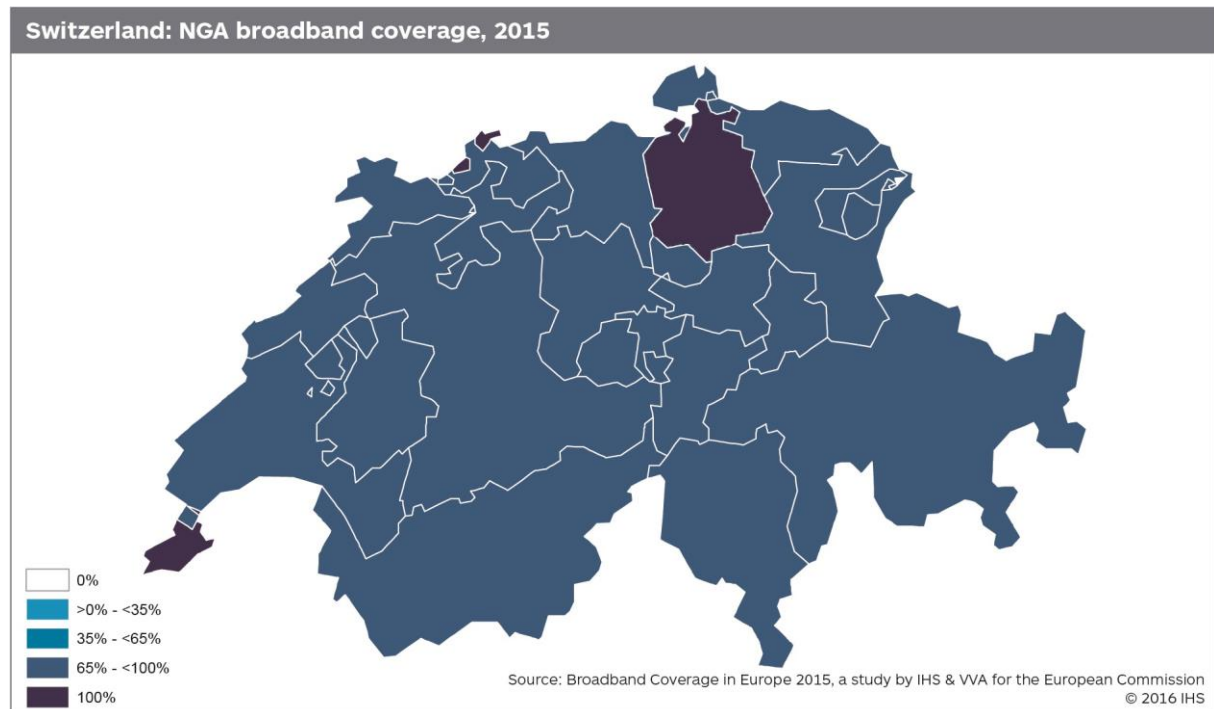 Switzerland: NGA broadband coverage, 2015
0%
>0% - <35%
35% - <65%
65% - <100%
100%
Source: Broadband Coverage in Europe 2015, a study by IHS & VVA for the European Commission
© 2016 IHS